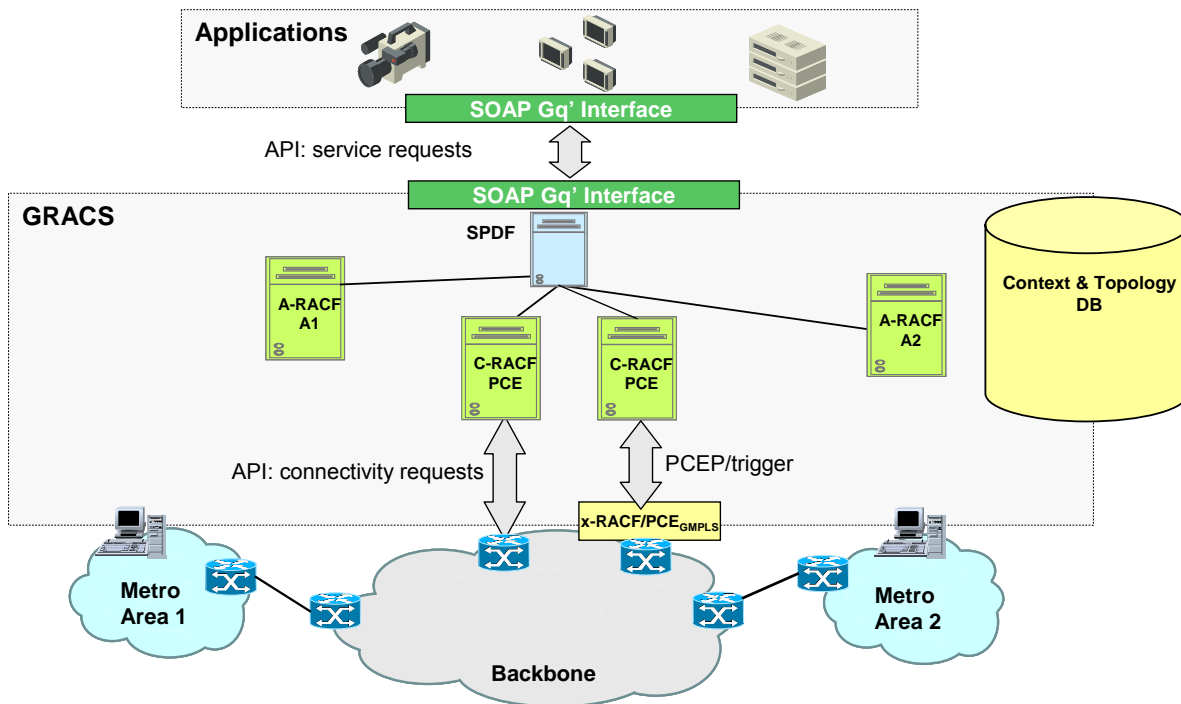 Applications
SOAP Gq’ Interface
API: service requests
SOAP Gq’ Interface
GRACS
SPDF
A-RACF
A1
C-RACF
PCE
C-RACF
PCE
A-RACF
A2
Context & Topology
DB
API: connectivity requests
PCEP/trigger
x-RACF/PCEGMPLS
Metro
Area 1
Metro
Area 2
Backbone